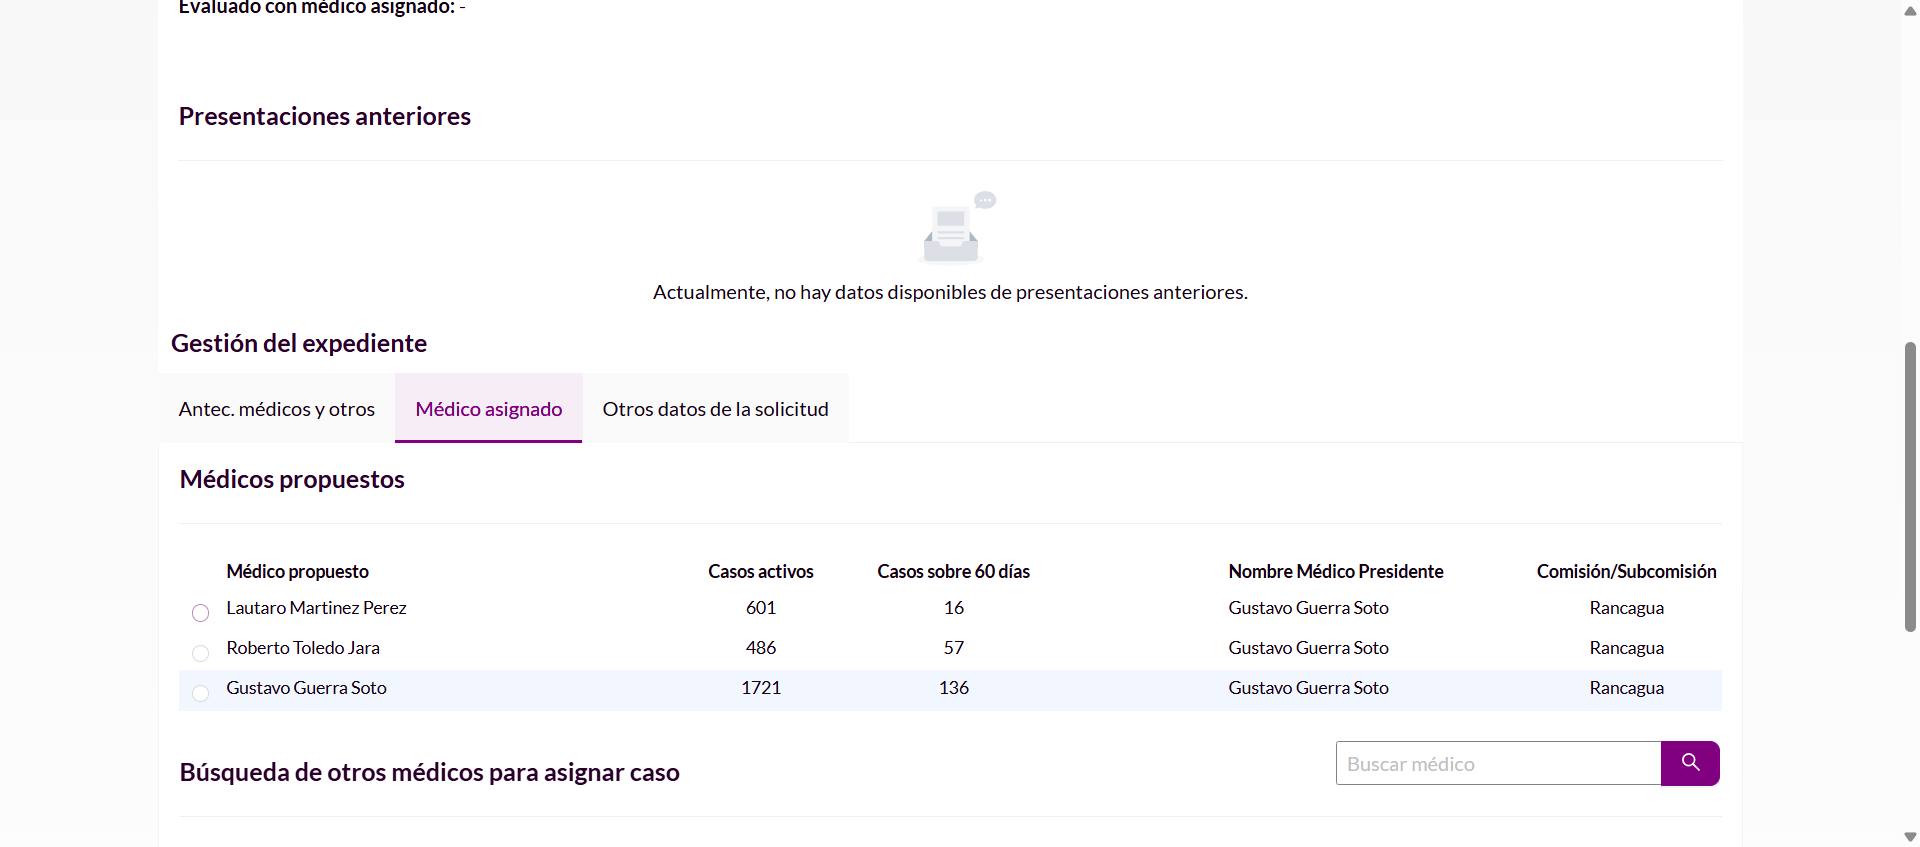 Evaluado con médico asignado: -
Presentaciones anteriores
Actualmente, no hay datos disponibles de presentaciones anteriores.
Gestión del expediente
Antec. médicos y otros Médico asignado Otros datos de la solicitud
Médicos propuestos
Médico propuesto Casos activos Casos sobre 60 días Nombre Médico Presidente Comisión/Subcomisión
Lautaro Martinez Perez 601 16 Gustavo Guerra Soto Rancagua
Roberto Toledo Jara 486 57 Gustavo Guerra Soto Rancagua
Gustavo Guerra Soto 1721 136 Gustavo Guerra Soto Rancagua
Búsqueda de otros médicos para asignar caso Buscar médico